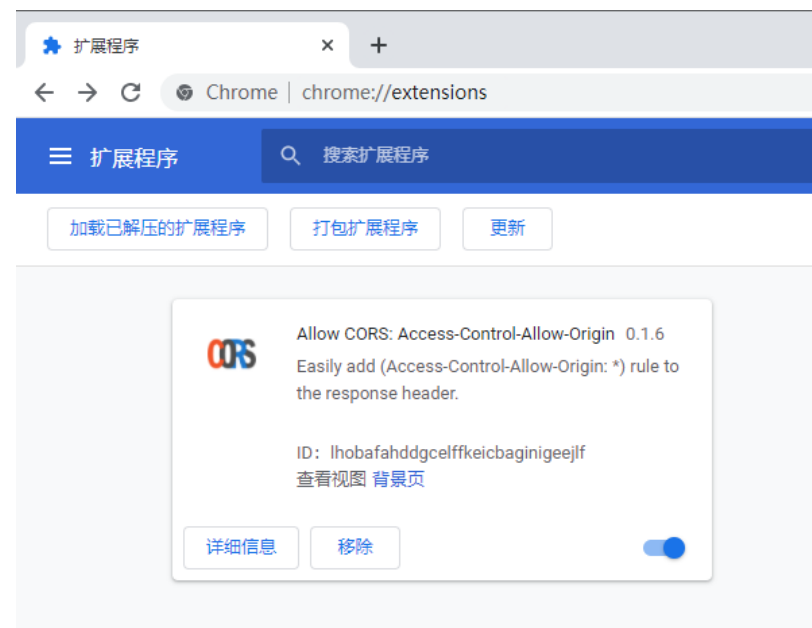 扩展程序
Chrome | chrome://extensions
扩展程序
搜索扩展程序
加载已解压的扩展程序 打包扩展程序 更新
CORS
Allow CORS: Access-Control-Allow-Origin 0.1.6
Easily add (Access-Control-Allow-Origin: *) rule to
the response header.
ID: lhobafahddgcelffkeicbaginigeejlf
查看视图 背景页
详细信息 移除